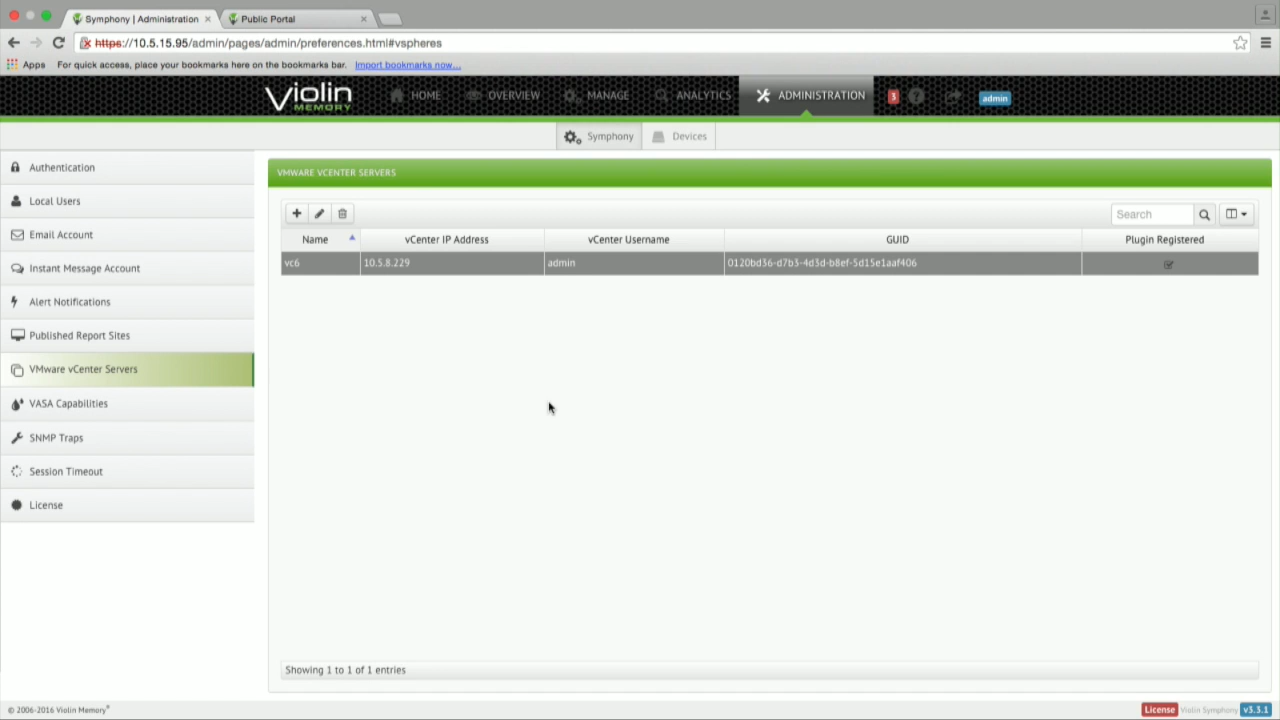 Symphony | Administration
Public Portal
https://10.5.15.95/admin/pages/admin/preferences.html#vspheres
Apps For quick access, place your bookmarks here on the bookmarks bar. Import bookmarks now...
Violin MEMORY
HOME OVERVIEW MANAGE ANALYTICS ADMINISTRATION 3 ? admin
Symphony Devices
Authentication
Local Users
Email Account
Instant Message Account
Alert Notifications
Published Report Sites
VMware vCenter Servers
VASA Capabilities
SNMP Traps
Session Timeout
License
VMWARE VCENTER SERVERS
Search
Name vCenter IP Address vCenter Username GUID Plugin Registered
vc6 10.5.8.229 admin 0120bd36-d7b3-4d3d-b8ef-5d15e1aaf406
Showing 1 to 1 of 1 entries
© 2006-2016 Violin Memory® License Violin Symphony v3.3.1